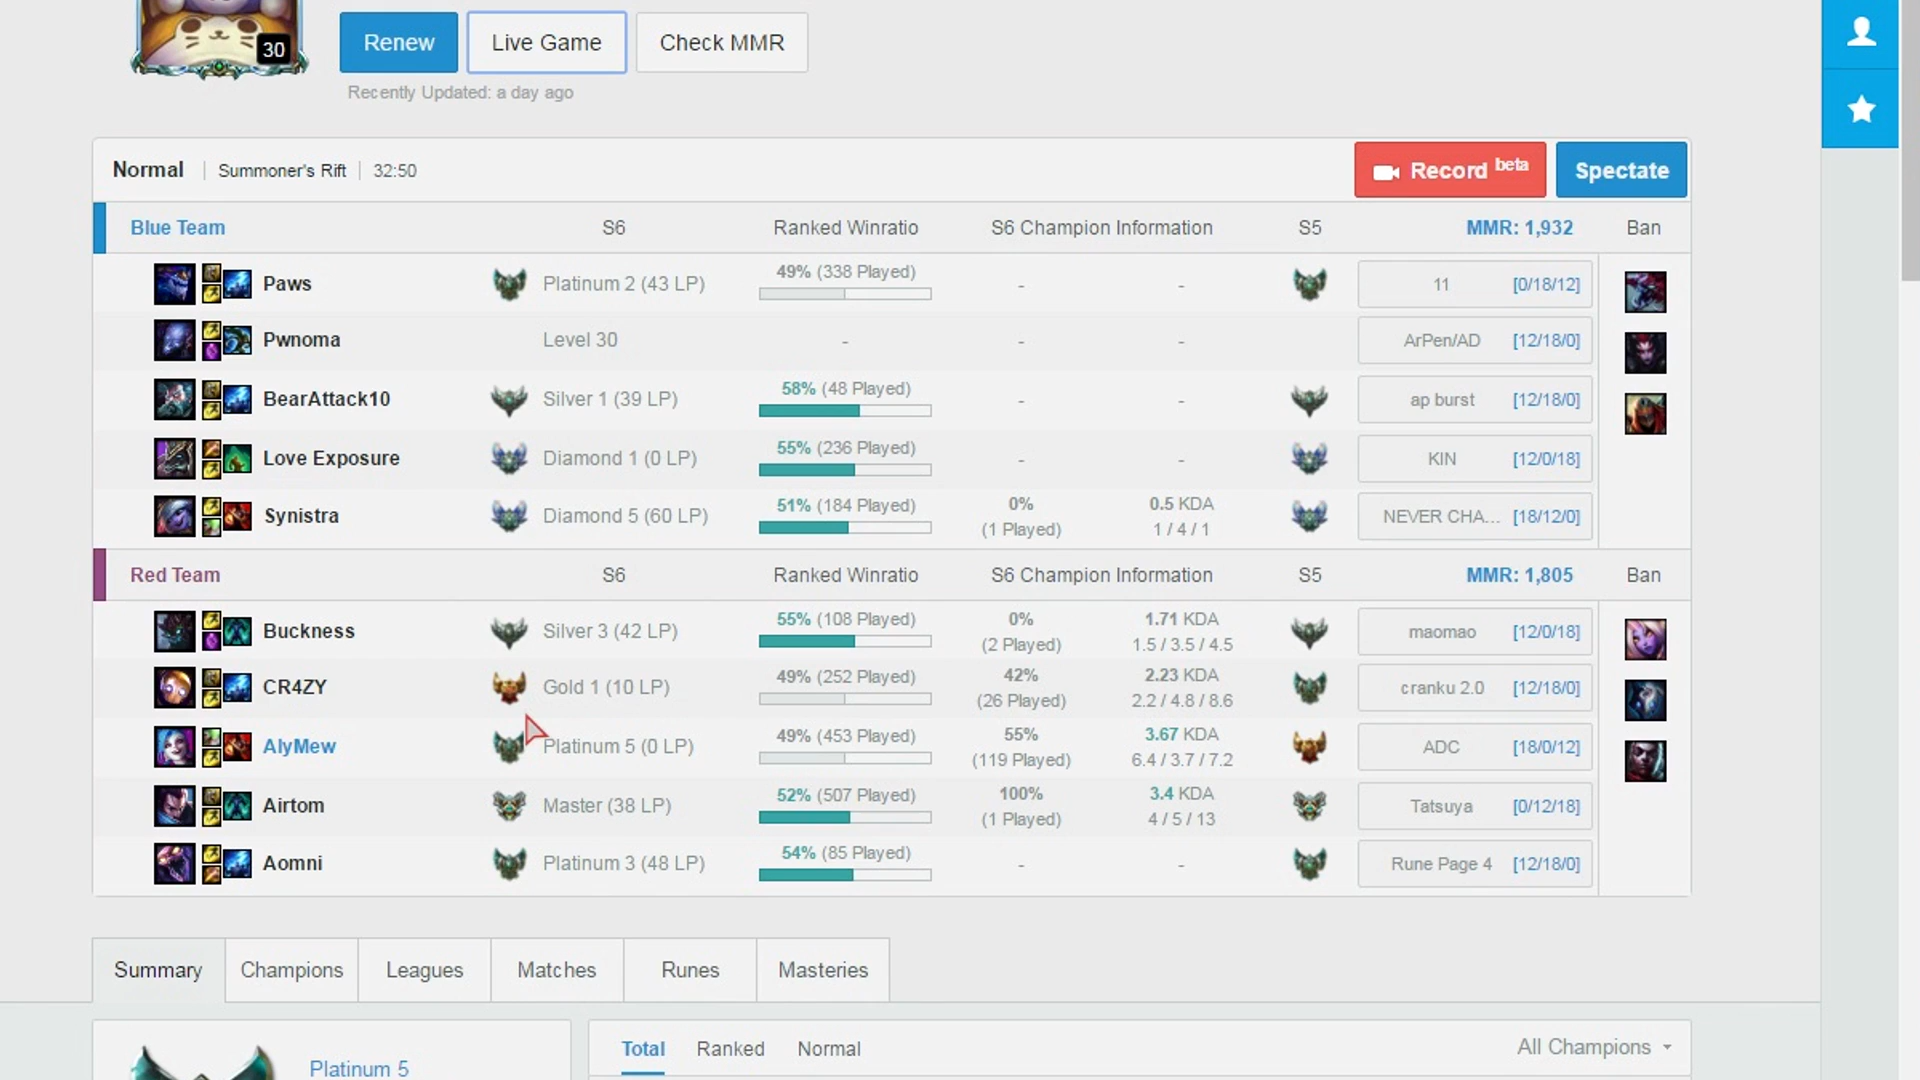 30
Renew
Live Game
Check MMR
Recently Updated: a day ago
Normal | Summoner's Rift | 32:50
Record beta
Spectate
Blue Team S6 Ranked Winratio S6 Champion Information S5 MMR: 1,932 Ban
Paws Platinum 2 (43 LP) 49% (338 Played) - - 11 [0/18/12]
Pwnoma Level 30 - - - ArPen/AD [12/18/0]
BearAttack10 Silver 1 (39 LP) 58% (48 Played) - - ap burst [12/18/0]
Love Exposure Diamond 1 (0 LP) 55% (236 Played) - - KIN [12/0/18]
Synistra Diamond 5 (60 LP) 51% (184 Played) 0% 0.5 KDA NEVER CHA... [18/12/0]
(1 Played) 1 / 4 / 1
Red Team S6 Ranked Winratio S6 Champion Information S5 MMR: 1,805 Ban
Buckness Silver 3 (42 LP) 55% (108 Played) 0% 1.71 KDA maomao [12/0/18]
(2 Played) 1.5 / 3.5 / 4.5
CR4ZY Gold 1 (10 LP) 49% (252 Played) 42% 2.23 KDA cranku 2.0 [12/18/0]
(26 Played) 2.2 / 4.8 / 8.6
AlyMew Platinum 5 (0 LP) 49% (453 Played) 55% 3.67 KDA ADC [18/0/12]
(119 Played) 6.4 / 3.7 / 7.2
Airtom Master (38 LP) 52% (507 Played) 100% 3.4 KDA Tatsuya [0/12/18]
(1 Played) 4 / 5 / 13
Aomni Platinum 3 (48 LP) 54% (85 Played) - - Rune Page 4 [12/18/0]
Summary Champions Leagues Matches Runes Masteries
Total Ranked Normal All Champions
Platinum 5